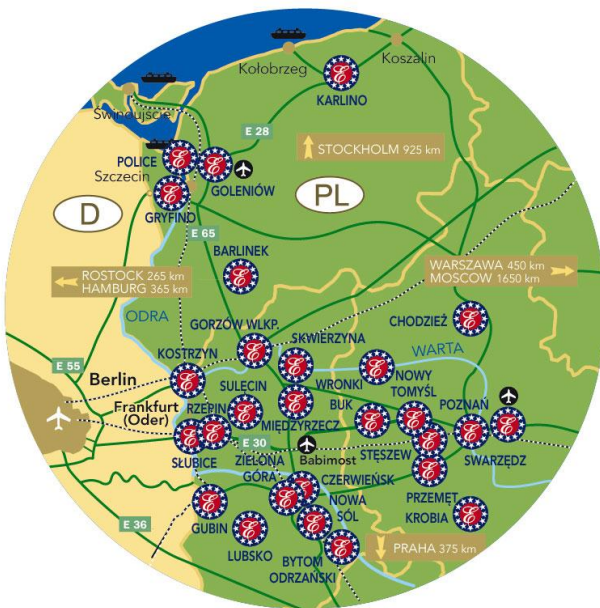 Kołobrzeg
Koszalin
KARLINO
Świnoujście
E 28
STOCKHOLM 925 km
POLICE
Szczecin
GOLENIÓW
GRYFINO
D
PL
E 65
BARLINEK
ROSTOCK 265 km
HAMBURG 365 km
WARSZAWA 450 km
MOSCOW 1650 km
ODRA
CHODZIEŻ
GORZÓW WLKP.
SKWIERZYNA
WARTA
KOSTRZYN
E 55
Berlin
SULĘCIN
WRONKI
NOWY
TOMYŚL
Frankfurt
(Oder)
RZEPIN
BUK
POZNAŃ
MIĘDZYRZECZ
E 30
SŁUBICE
ZIELONA
GÓRA
Babimost
STĘSZEW
SWARZĘDZ
CZERWIEŃSK
NOWA
SÓL
PRZEMĘT
KROBIA
GUBIN
E 36
LUBSKO
BYTOM
ODRZAŃSKI
PRAHA 375 km